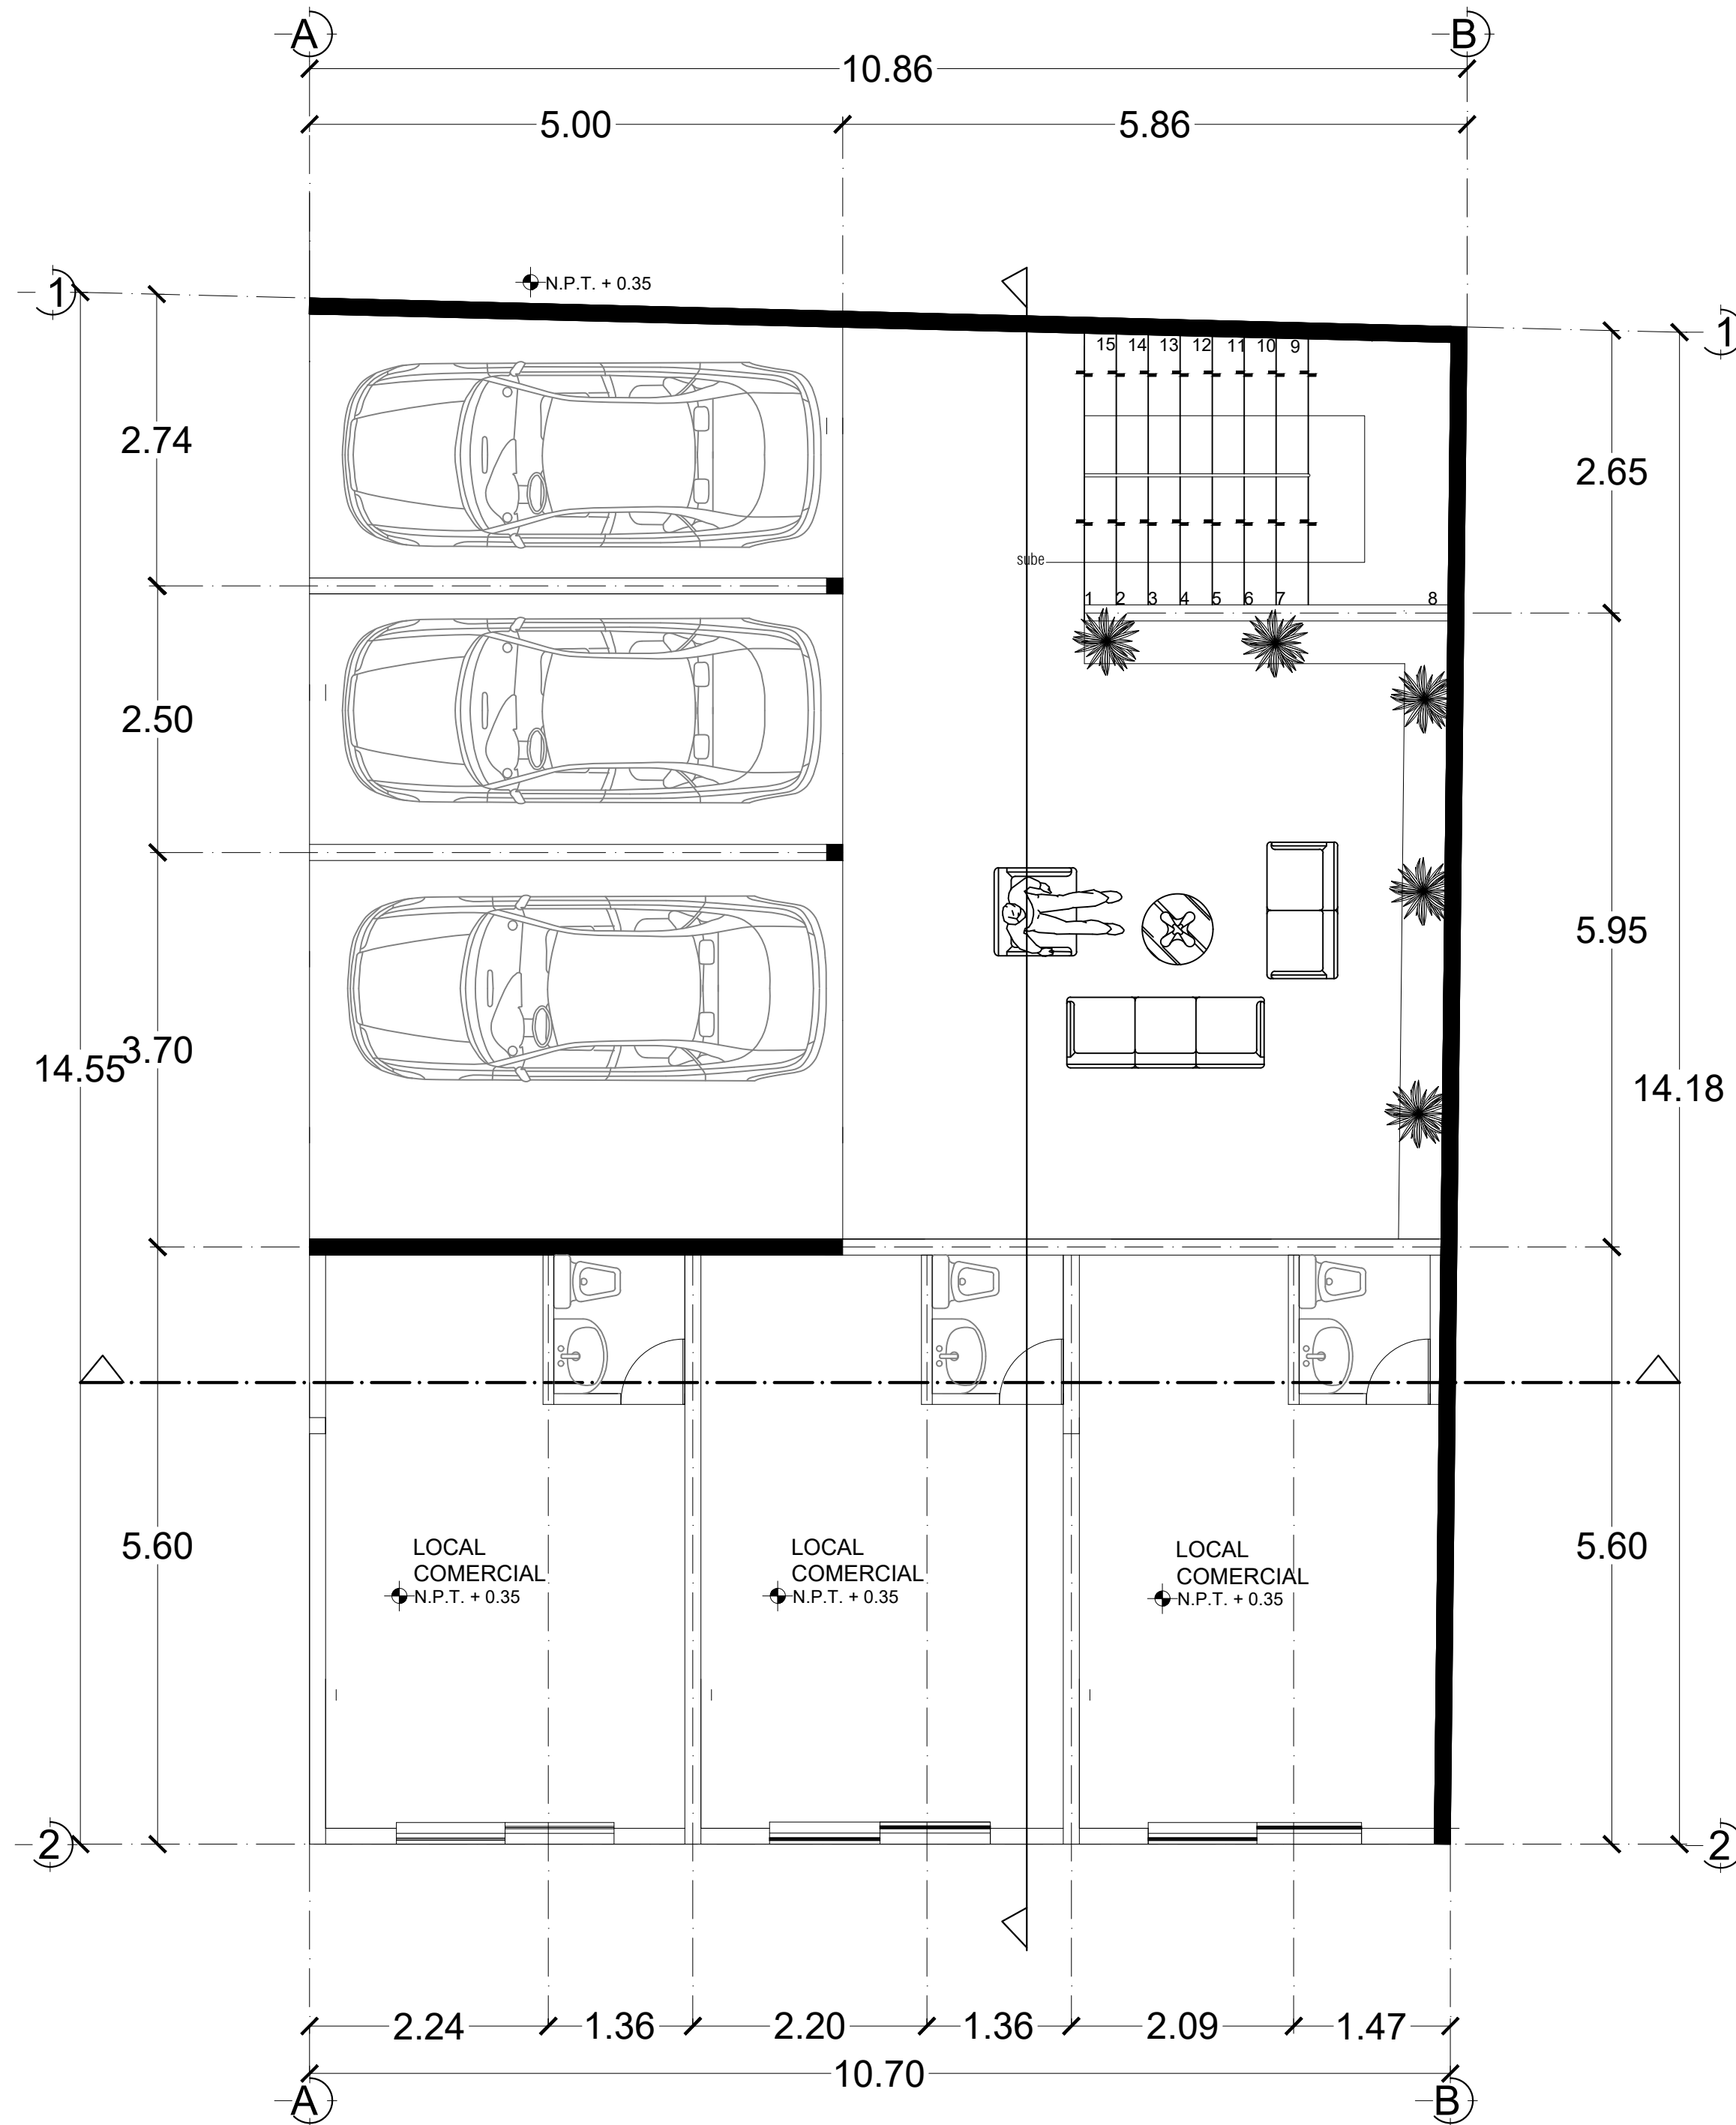 A B
10.86
5.00 5.86
1 N.P.T. + 0.35 1
15 14 13 12 11 10 9
2.74 2.65
sube
1 2 3 4 5 6 7 8
2.50
5.95
3.70
14.55 14.18
LOCAL LOCAL LOCAL
COMERCIAL COMERCIAL COMERCIAL
5.60 5.60
N.P.T. + 0.35 N.P.T. + 0.35 N.P.T. + 0.35
2 2
2.24 1.36 2.20 1.36 2.09 1.47
10.70
A B